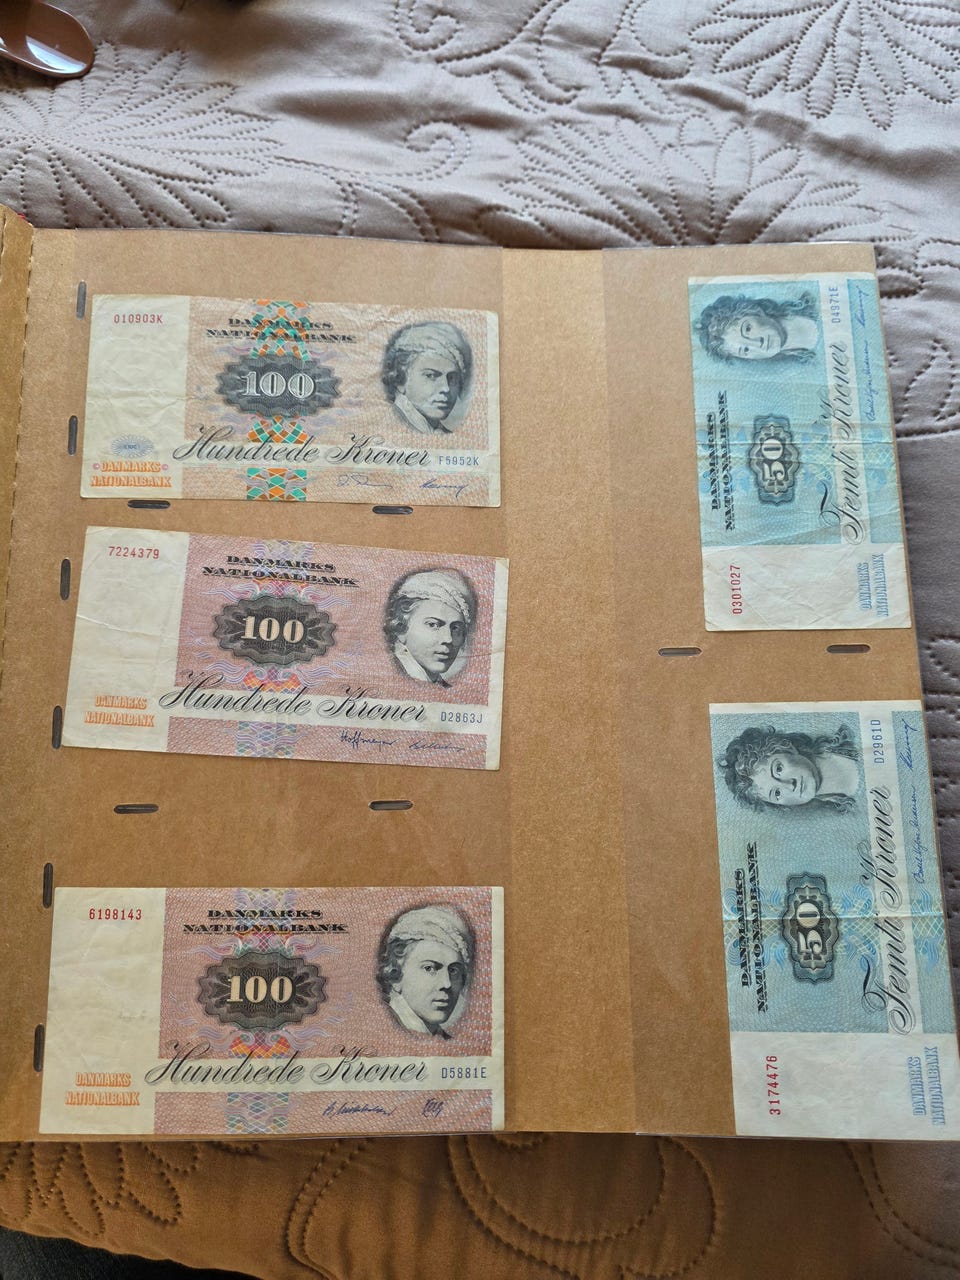 010903K
DANMARKS
NATIONALBANK
100
Hundrede Kroner
F5952K
©DANMARKS©
NATIONALBANK
7224379
DANMARKS
NATIONALBANK
100
Hundrede Kroner
D2863J
DANMARKS
NATIONALBANK
Hoffmeyer
6198143
DANMARKS
NATIONALBANK
100
Hundrede Kroner
D5881E
DANMARKS
NATIONALBANK
D4971E
DANMARKS
NATIONALBANK
50
Femti Kroner
0301027
DANMARKS
NATIONALBANK
D2961D
DANMARKS
NATIONALBANK
50
Femti Kroner
3174476
DANMARKS
NATIONALBANK